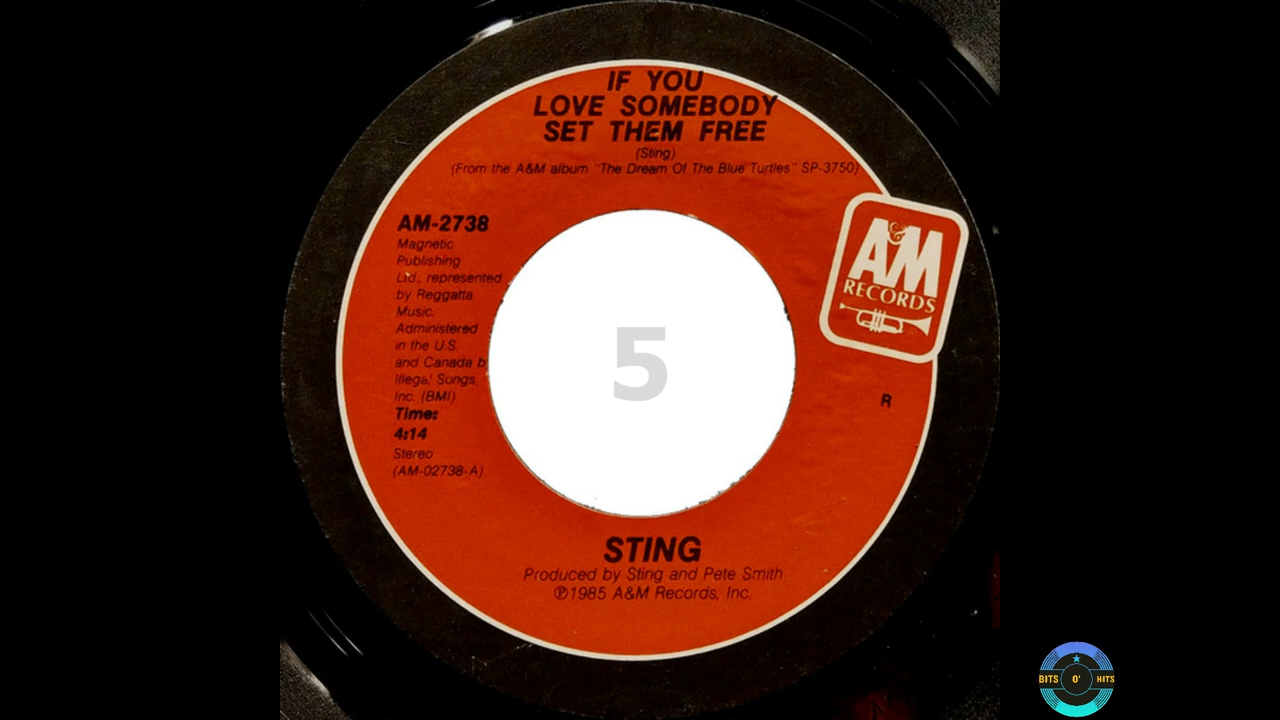 IF YOU
LOVE SOMEBODY
SET THEM FREE
(Sting)
(From the A&M album "The Dream Of The Blue Turtles" SP-3750)
AM-2738
Magnetic
Publishing
Ltd., represented
by Reggatta
Music.
Administered
in the U.S.
and Canada b
Illegal Songs,
Inc. (BMI)
Time:
4:14
Stereo
(AM-02738-A)
A&M
RECORDS
R
5
STING
Produced by Sting and Pete Smith
℗1985 A&M Records, Inc.
BITS O' HITS